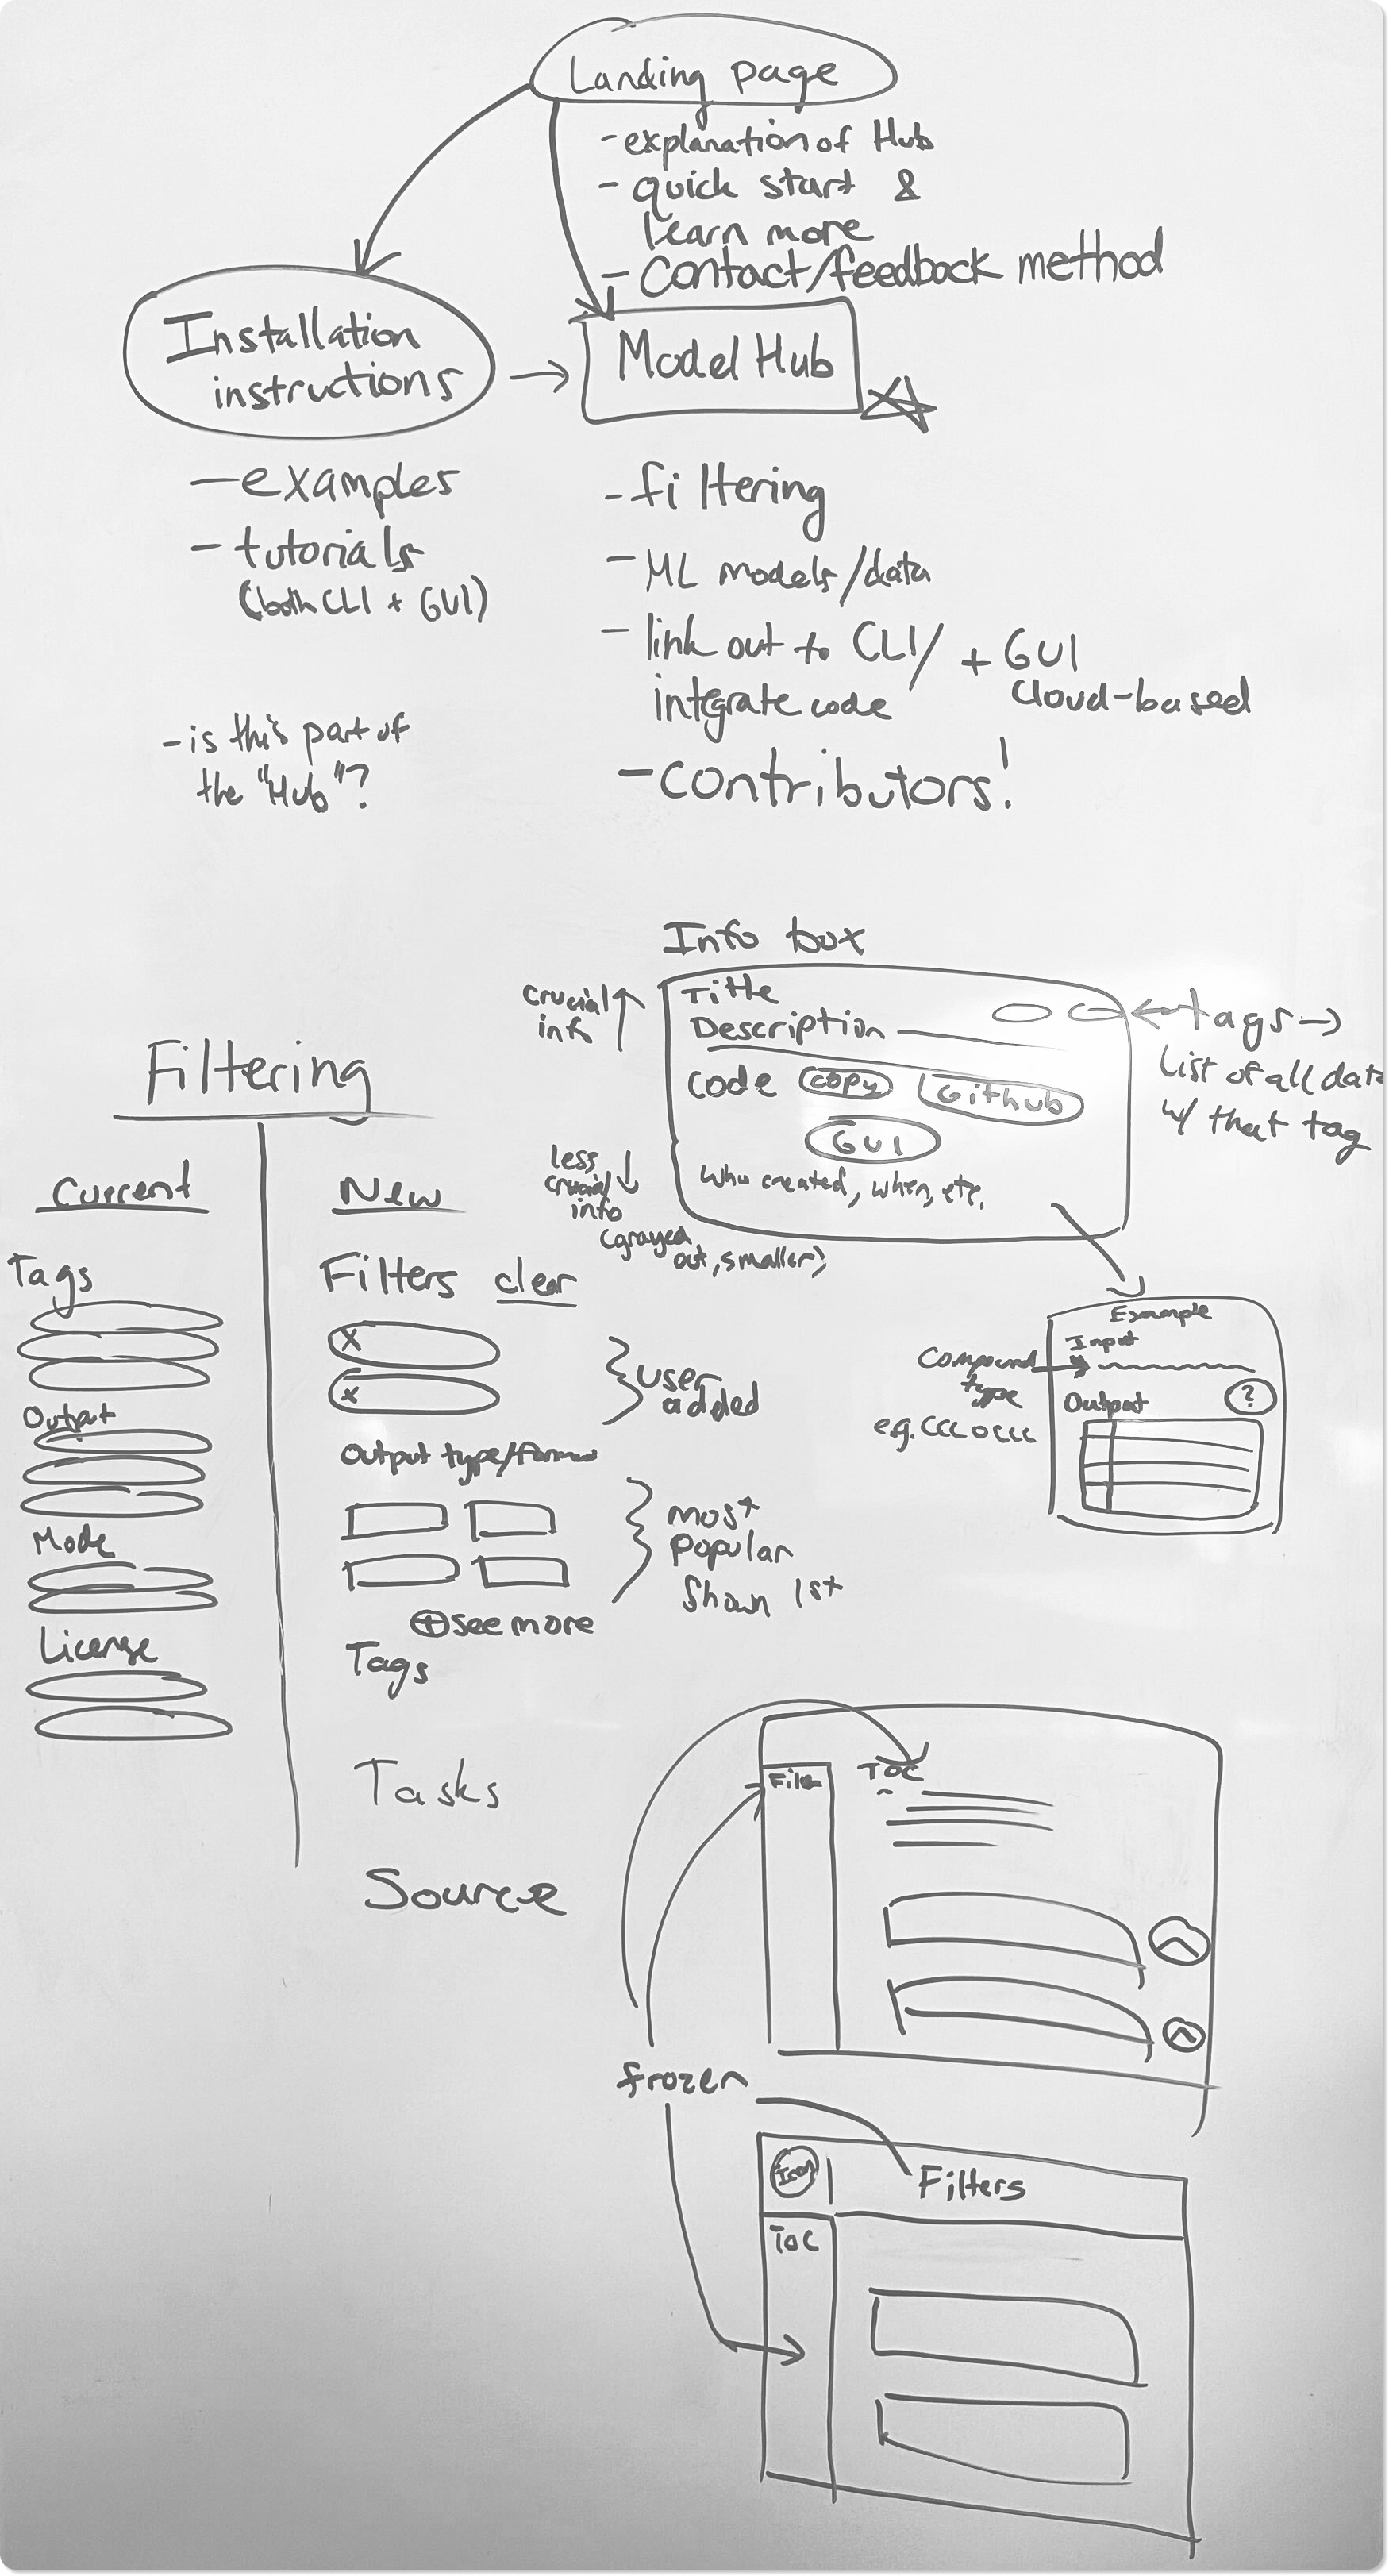 Landing page
- explanation of Hub
- quick start &
learn more
- contact/feedback method
Installation
instructions
Model Hub
- examples
- tutorials
(both CLI + GUI)
- is this part of
the "Hub"?
- filtering
- ML models/data
- link out to CLI/ + GUI
integrate code
cloud-based
- contributors!
Info box
crucial
info
Title
Description
code copy Github
GUI
who created, when, etc.
less
crucial
info
(grayed
out, smaller)
tags →
List of all data
w/ that tag
Example
Input
Output
?
Compound
type
e.g. CCCOCCC
Filtering
Current
Tags
Output
Mode
License
New
Filters clear
x
x
user
added
Output type/format
most
popular
shown 1st
+ see more
Tags
Tasks
Source
Filter
TOC
frozen
Icon
Filters
TOC